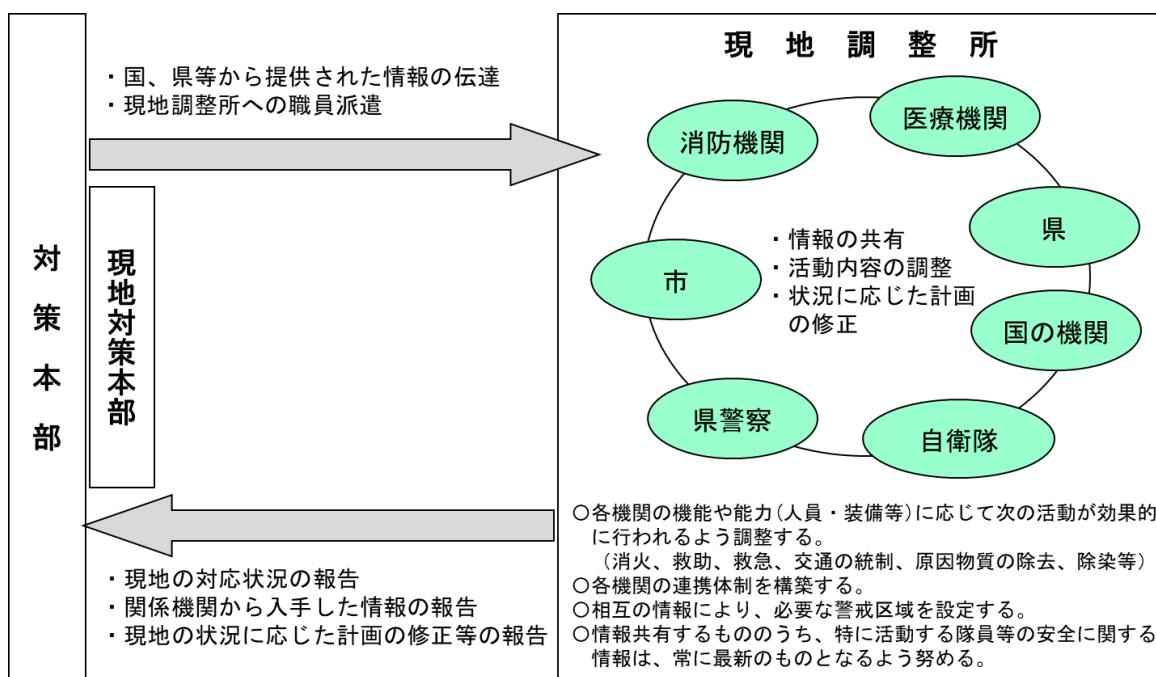 対策本部
現地対策本部
・国、県等から提供された情報の伝達
・現地調整所への職員派遣
・現地の対応状況の報告
・関係機関から入手した情報の報告
・現地の状況に応じた計画の修正等の報告
現地調整所
消防機関
医療機関
県
国の機関
自衛隊
県警察
市
・情報の共有
・活動内容の調整
・状況に応じた計画
の修正
○各機関の機能や能力(人員・装備等)に応じて次の活動が効果的
に行われるよう調整する。
(消火、救助、救急、交通の統制、原因物質の除去、除染等)
○各機関の連携体制を構築する。
○相互の情報により、必要な警戒区域を設定する。
○情報共有するもののうち、特に活動する隊員等の安全に関する
情報は、常に最新のものとなるよう努める。